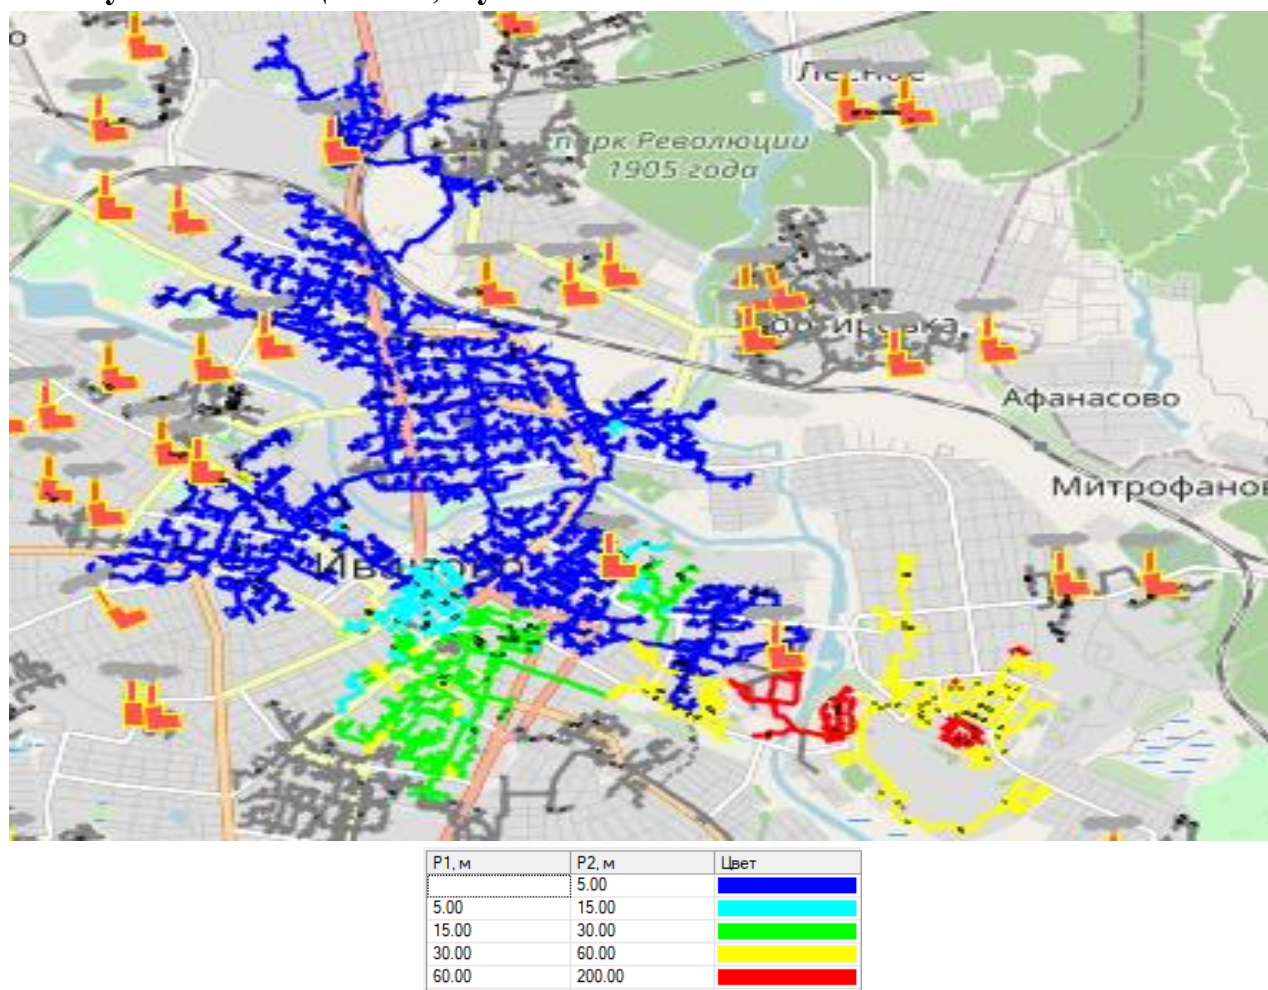 о
Лесное
парк Революции
1905 года
Афанасово
Митрофанов
Иваново
P1, м P2, м Цвет
5.00
5.00 15.00
15.00 30.00
30.00 60.00
60.00 200.00